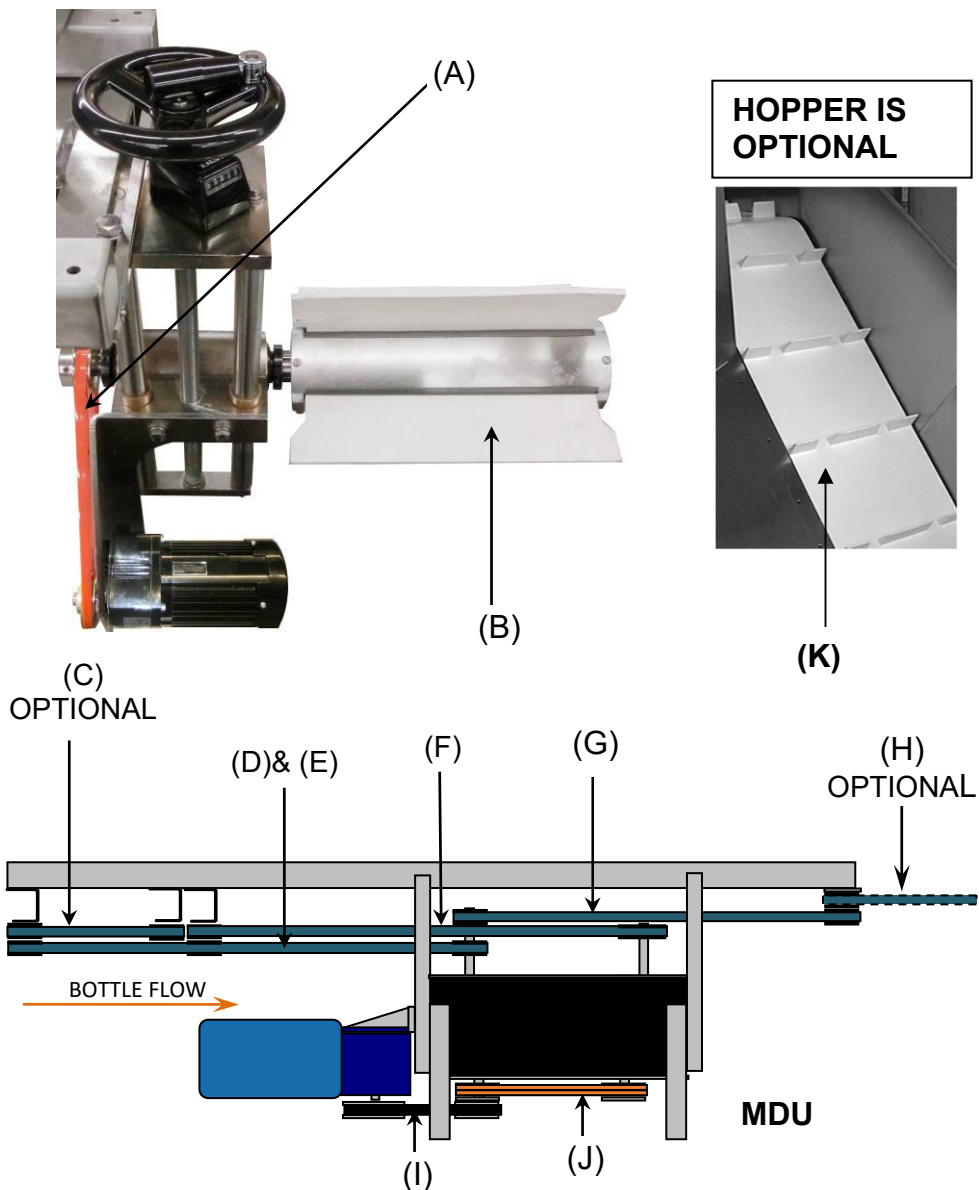 (A)
HOPPER IS
OPTIONAL
(B)
(K)
(C)
OPTIONAL
(D)& (E)
(F)
(G)
(H)
OPTIONAL
BOTTLE FLOW
MDU
(I)
(J)